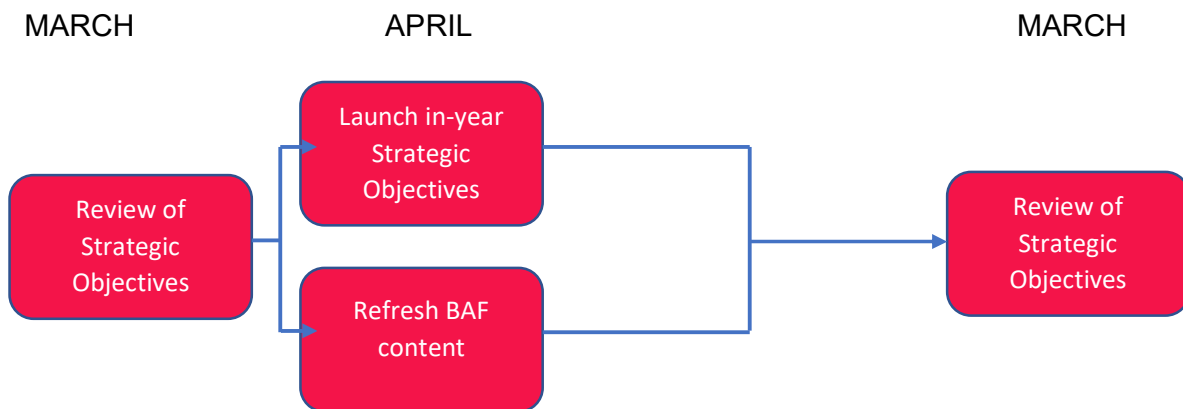 MARCH
APRIL
MARCH
Review of
Strategic
Objectives
Launch in-year
Strategic
Objectives
Refresh BAF
content
Review of
Strategic
Objectives